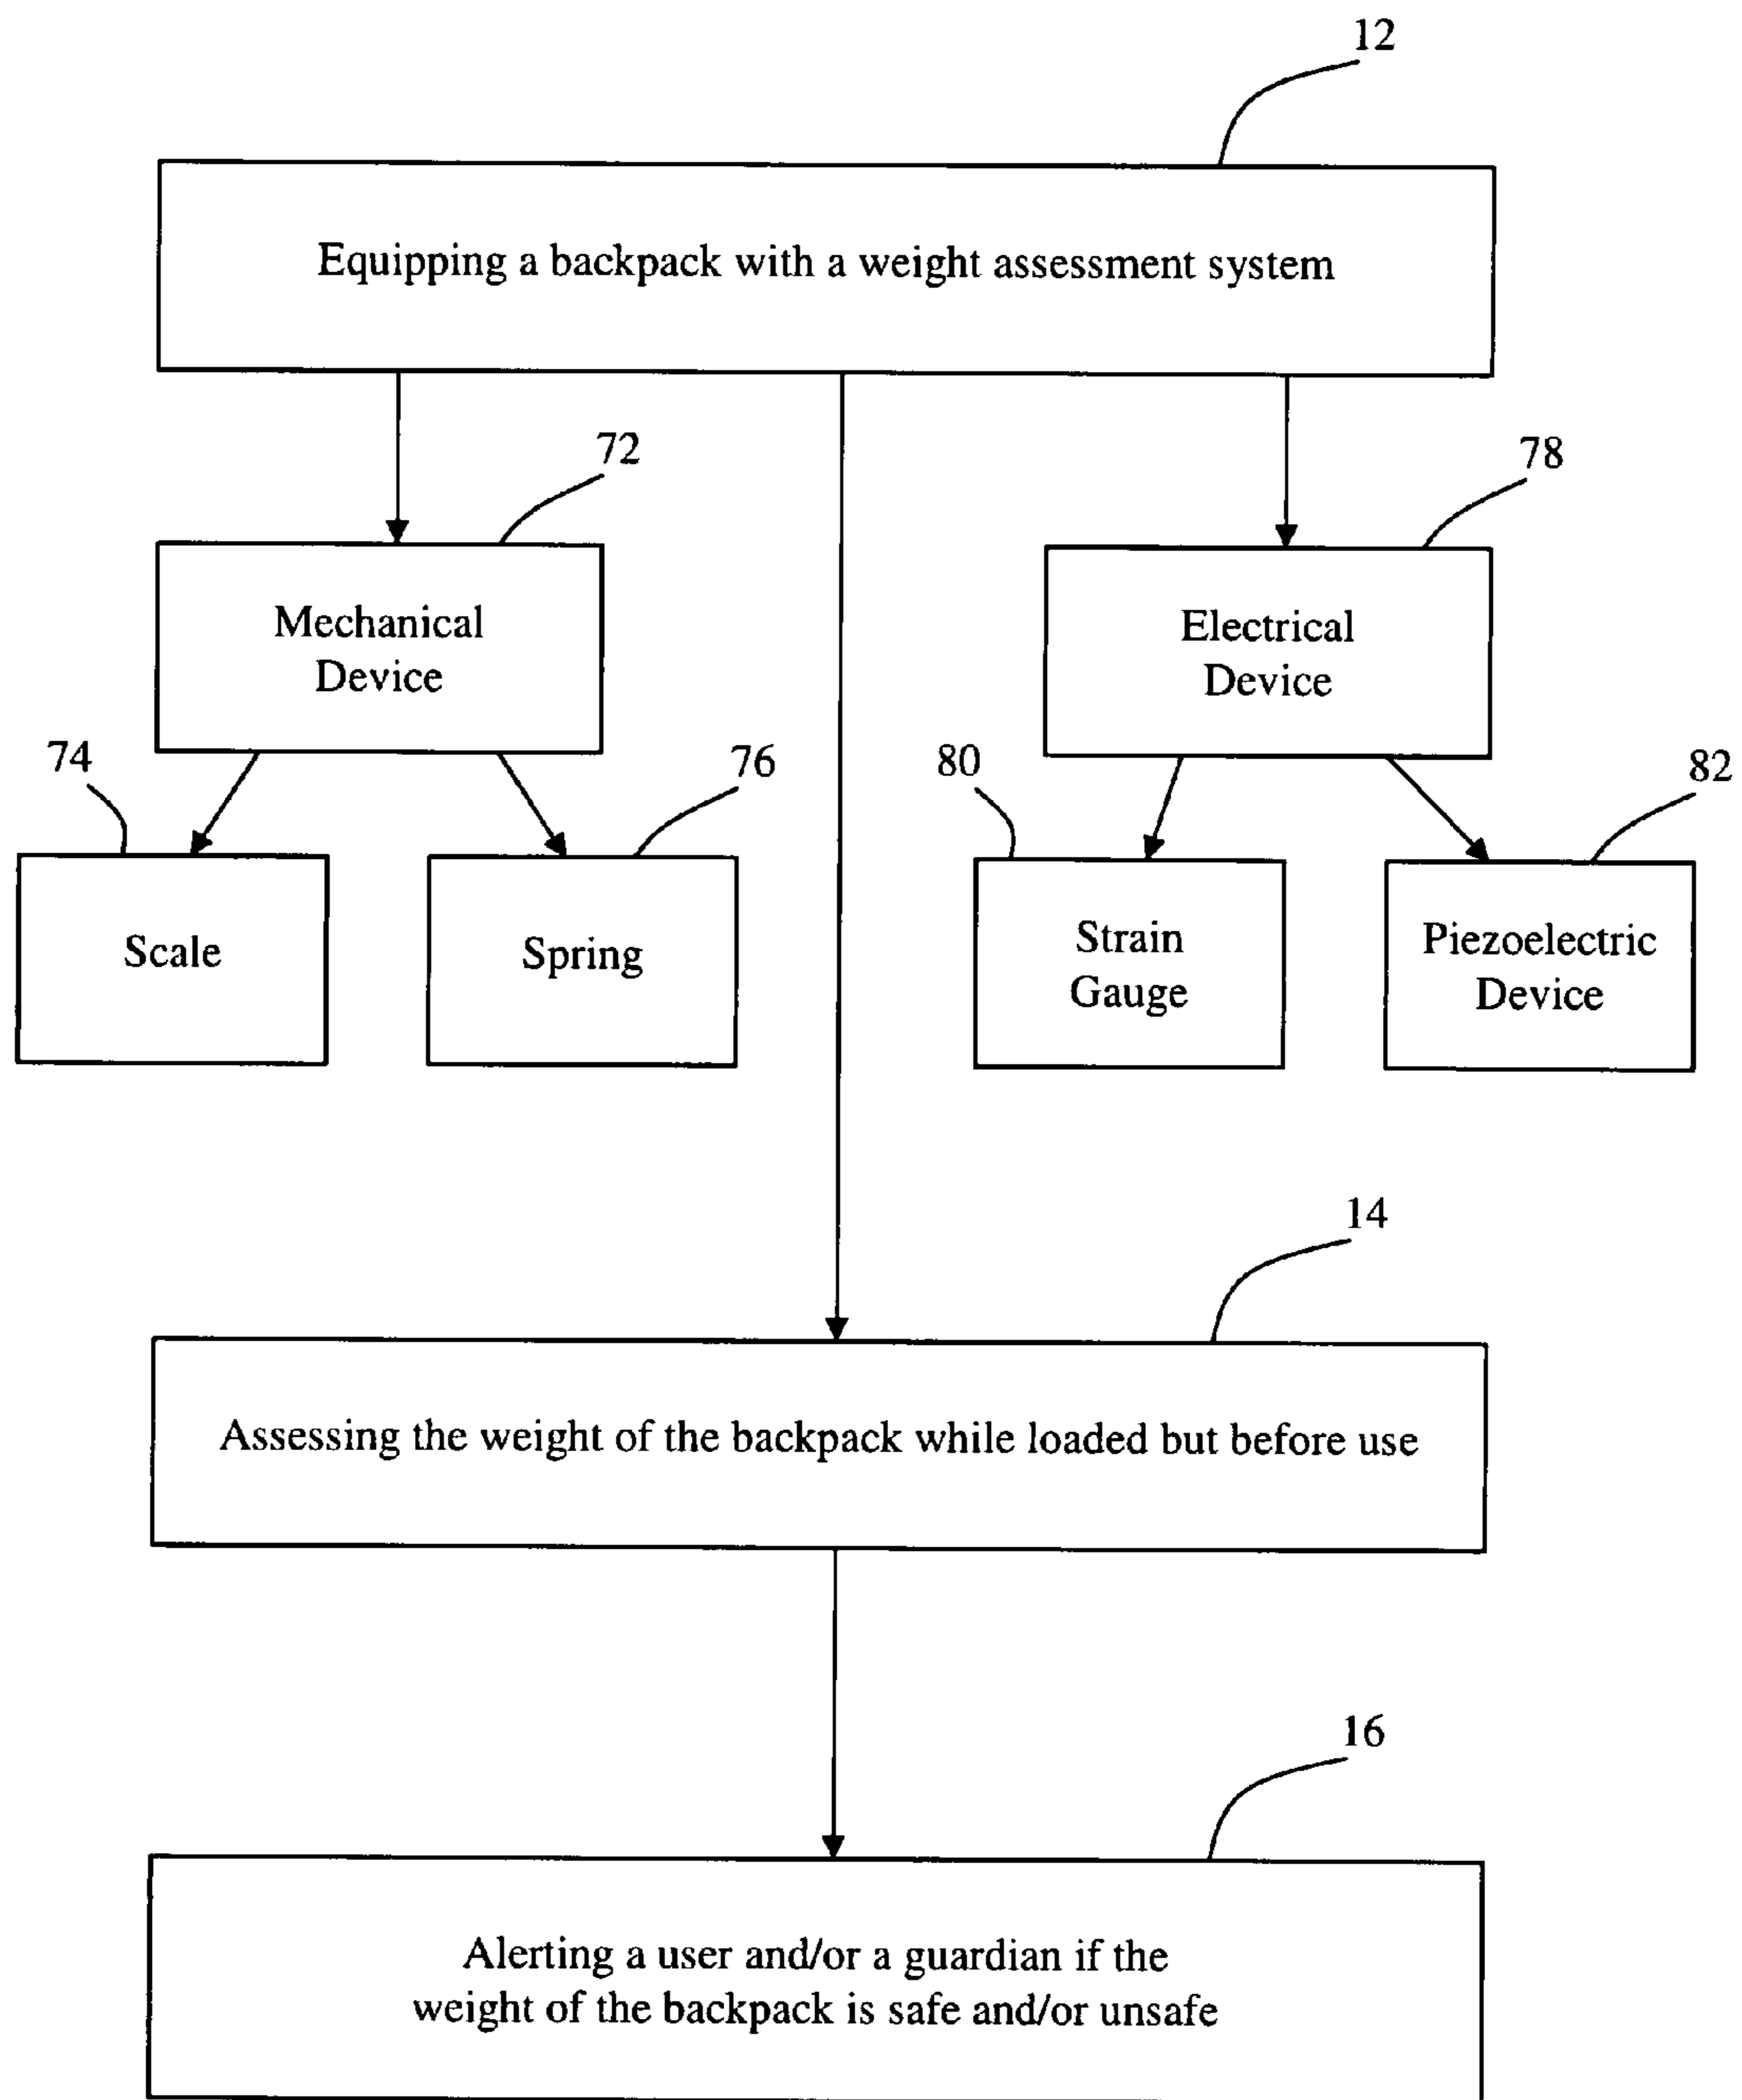 12
Equipping a backpack with a weight assessment system
72
78
Mechanical
Device
Electrical
Device
74
76
80
82
Scale
Spring
Strain
Gauge
Piezoelectric
Device
14
Assessing the weight of the backpack while loaded but before use
16
Alerting a user and/or a guardian if the
weight of the backpack is safe and/or unsafe